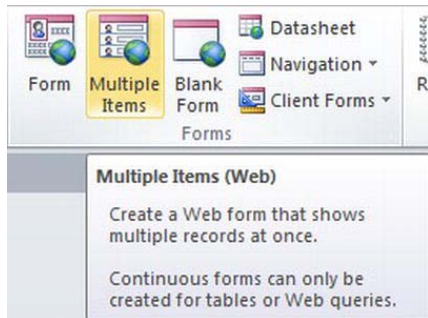 Form
Multiple Items
Blank Form
Datasheet
Navigation
Client Forms
R
Forms
Multiple Items (Web)
Create a Web form that shows
multiple records at once.
Continuous forms can only be
created for tables or Web queries.